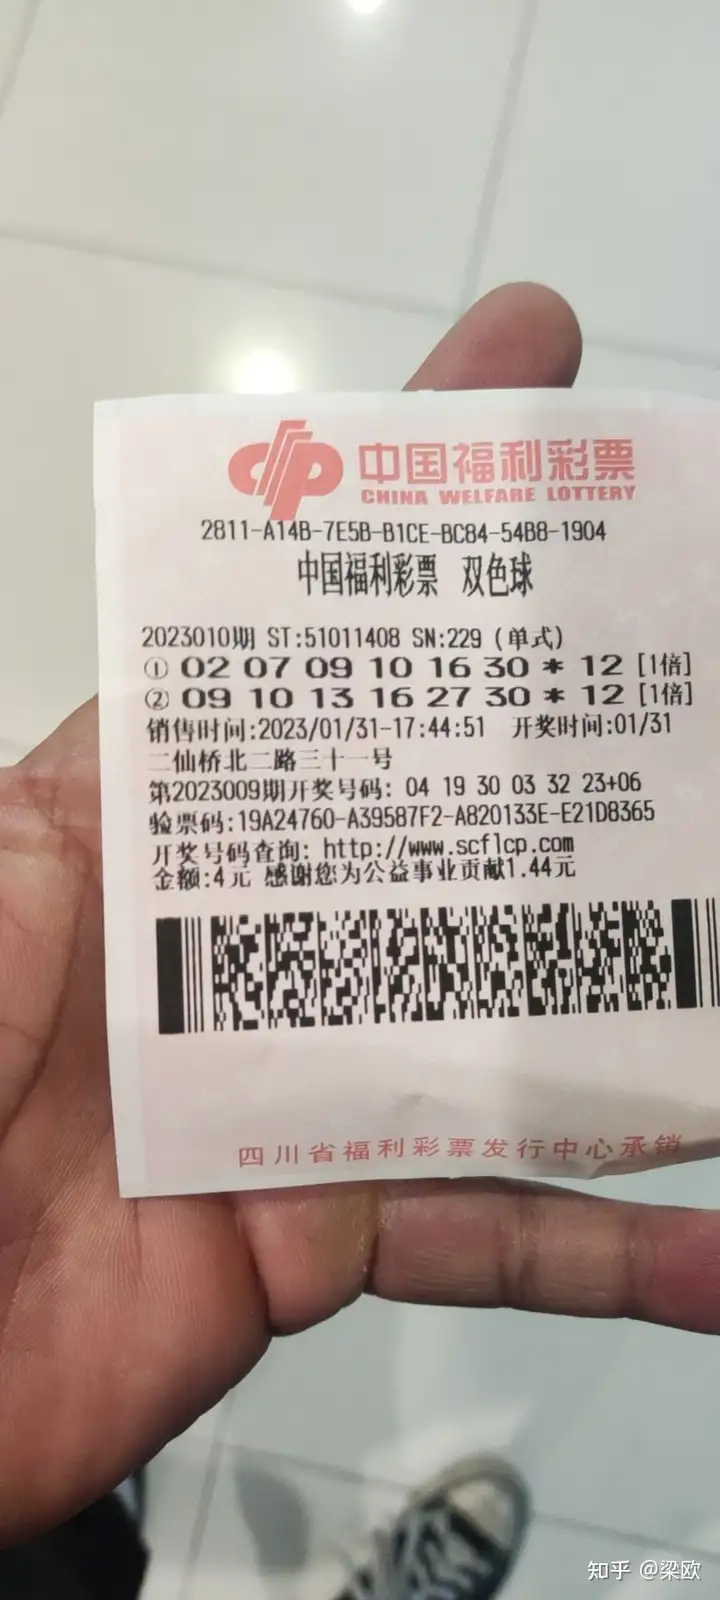 中国福利彩票
CHINA WELFARE LOTTERY
2811-A14B-7E5B-B1CE-BC84-54B8-1904
中国福利彩票 双色球
2023010期 ST:51011408 SN:229 (单式)
① 02 07 09 10 16 30 * 12 [1倍]
② 09 10 13 16 27 30 * 12 [1倍]
销售时间:2023/01/31-17:44:51 开奖时间:01/31
二仙桥北二路三十一号
第2023009期开奖号码: 04 19 30 03 32 23+06
验票码:19A24760-A39587F2-A820133E-E21D8365
开奖号码查询: http://www.scflcp.com
金额:4元 感谢您为公益事业贡献1.44元
四川省福利彩票发行中心承销
知乎 @梁欧